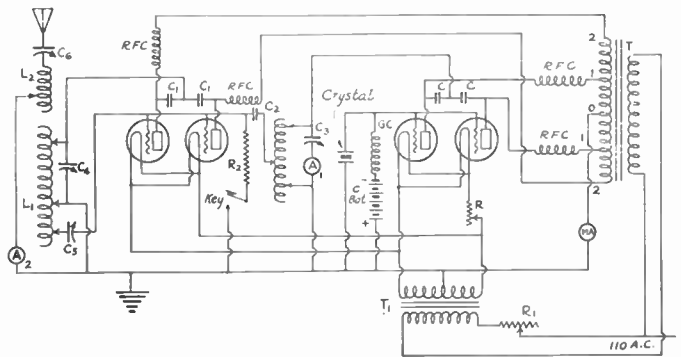 C6
L2
RFC
C1 C1
RFC
C2
Crystal
C3
A 1
C4
L1
C5
A 2
R2
Key
GC
C
Bat
+
C C
R
RFC
RFC
2
1
0
1
2
T
MA
T1
R1
110 A.C.